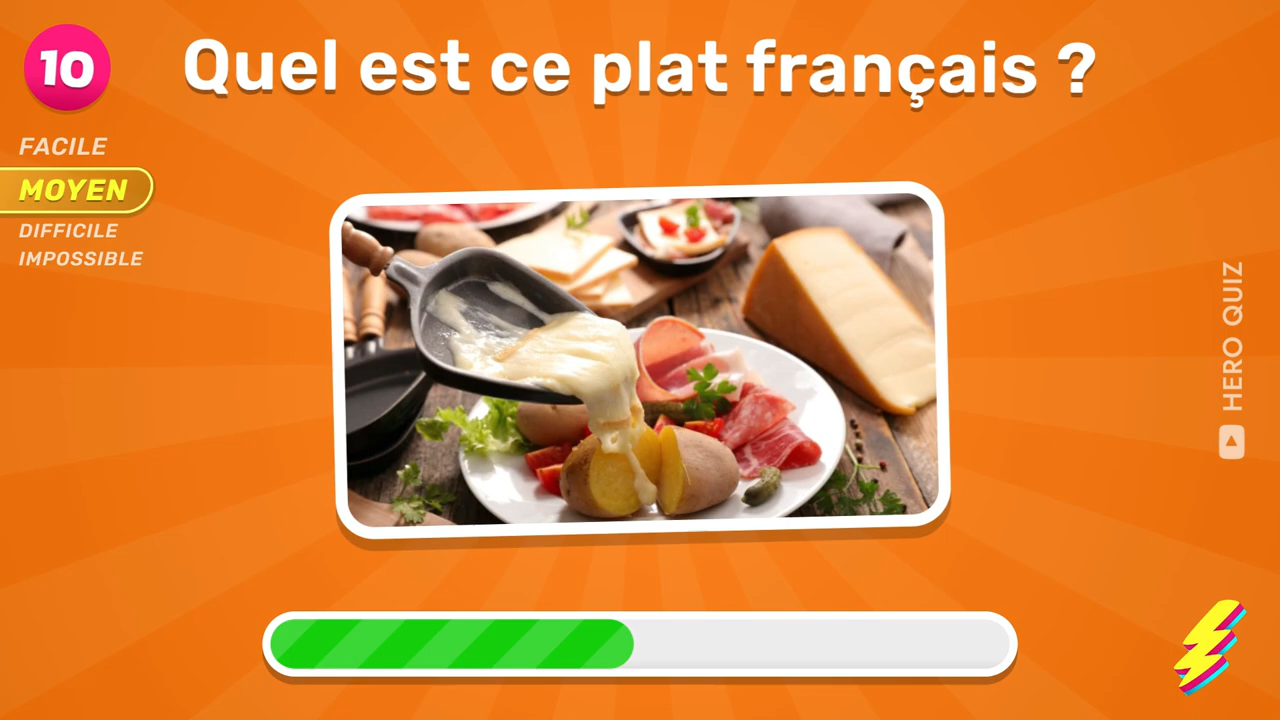 10
Quel est ce plat français ?
FACILE
MOYEN
DIFFICILE
IMPOSSIBLE
HERO QUIZ